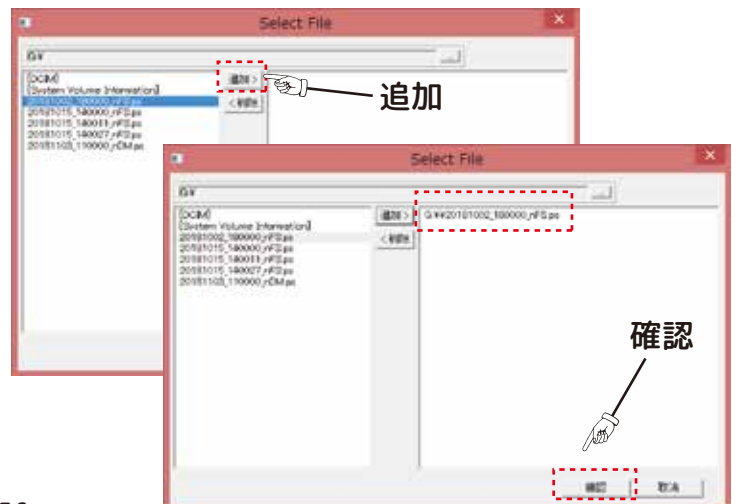 Select File
G:¥
[DCIM]
[System Volume Information]
追加 >
追加
20181002_180000_nFS.ps
< 削除
20181015_140000_nFS.ps
20181015_140011_nFS.ps
20181015_140027_nFS.ps
20181103_110000_nDM.ps
Select File
G:¥
[DCIM]
[System Volume Information]
追加 >
G:¥¥20181002_180000_nFS.ps
20181002_180000_nFS.ps
< 削除
20181015_140000_nFS.ps
20181015_140011_nFS.ps
20181015_140027_nFS.ps
20181103_110000_nDM.ps
確認
確認
取消